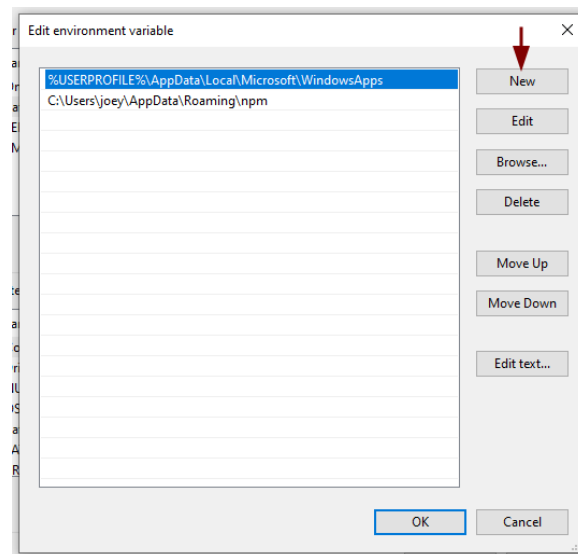 Edit environment variable
%USERPROFILE%\AppData\Local\Microsoft\WindowsApps
C:\Users\joey\AppData\Roaming\npm
New
Edit
Browse...
Delete
Move Up
Move Down
Edit text...
OK
Cancel